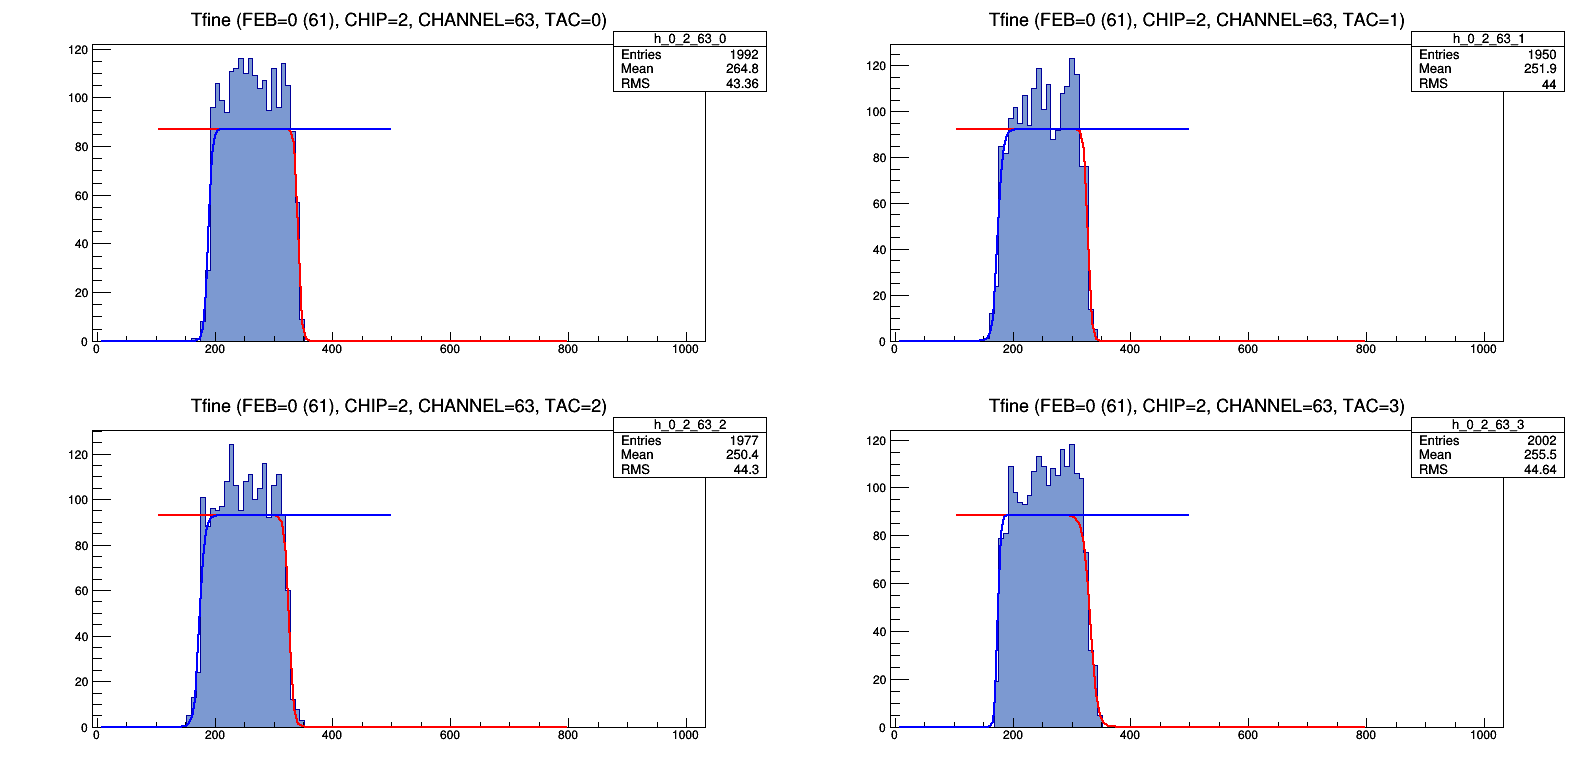 Tfine (FEB=0 (61), CHIP=2, CHANNEL=63, TAC=0)
h_0_2_63_0
Entries 1992
Mean 264.8
RMS 43.36
120
100
80
60
40
20
0
0 200 400 600 800 1000
Tfine (FEB=0 (61), CHIP=2, CHANNEL=63, TAC=1)
h_0_2_63_1
Entries 1950
Mean 251.9
RMS 44
120
100
80
60
40
20
0
0 200 400 600 800 1000
Tfine (FEB=0 (61), CHIP=2, CHANNEL=63, TAC=2)
h_0_2_63_2
Entries 1977
Mean 250.4
RMS 44.3
120
100
80
60
40
20
0
0 200 400 600 800 1000
Tfine (FEB=0 (61), CHIP=2, CHANNEL=63, TAC=3)
h_0_2_63_3
Entries 2002
Mean 255.5
RMS 44.64
120
100
80
60
40
20
0
0 200 400 600 800 1000